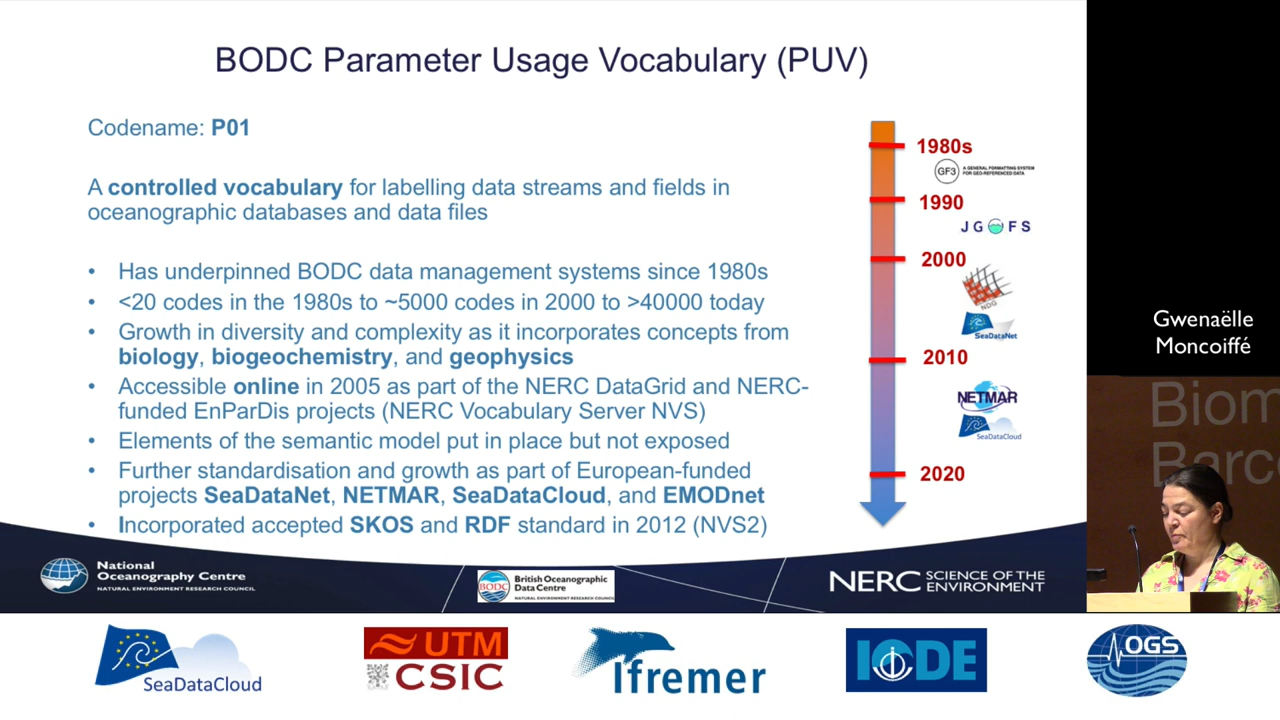 BODC Parameter Usage Vocabulary (PUV)
Codename: P01
A controlled vocabulary for labelling data streams and fields in
oceanographic databases and data files
• Has underpinned BODC data management systems since 1980s
• <20 codes in the 1980s to ~5000 codes in 2000 to >40000 today
• Growth in diversity and complexity as it incorporates concepts from
biology, biogeochemistry, and geophysics
• Accessible online in 2005 as part of the NERC DataGrid and NERC-
funded EnParDis projects (NERC Vocabulary Server NVS)
• Elements of the semantic model put in place but not exposed
• Further standardisation and growth as part of European-funded
projects SeaDataNet, NETMAR, SeaDataCloud, and EMODnet
• Incorporated accepted SKOS and RDF standard in 2012 (NVS2)
1980s
GF3 A GENERAL FORMATTING SYSTEM
FOR GEO-REFERENCED DATA
1990
JGOFS
2000
NDG
SeaDataNet
2010
NETMAR
SeaDataCloud
2020
Gwenaëlle
Moncoiffé
Biom
Barce
National
Oceanography Centre
NATURAL ENVIRONMENT RESEARCH COUNCIL
BODC
British Oceanographic
Data Centre
NATURAL ENVIRONMENT RESEARCH COUNCIL
NERC SCIENCE OF THE
ENVIRONMENT
SeaDataCloud
UTM
CSIC
Ifremer
IODE
OGS